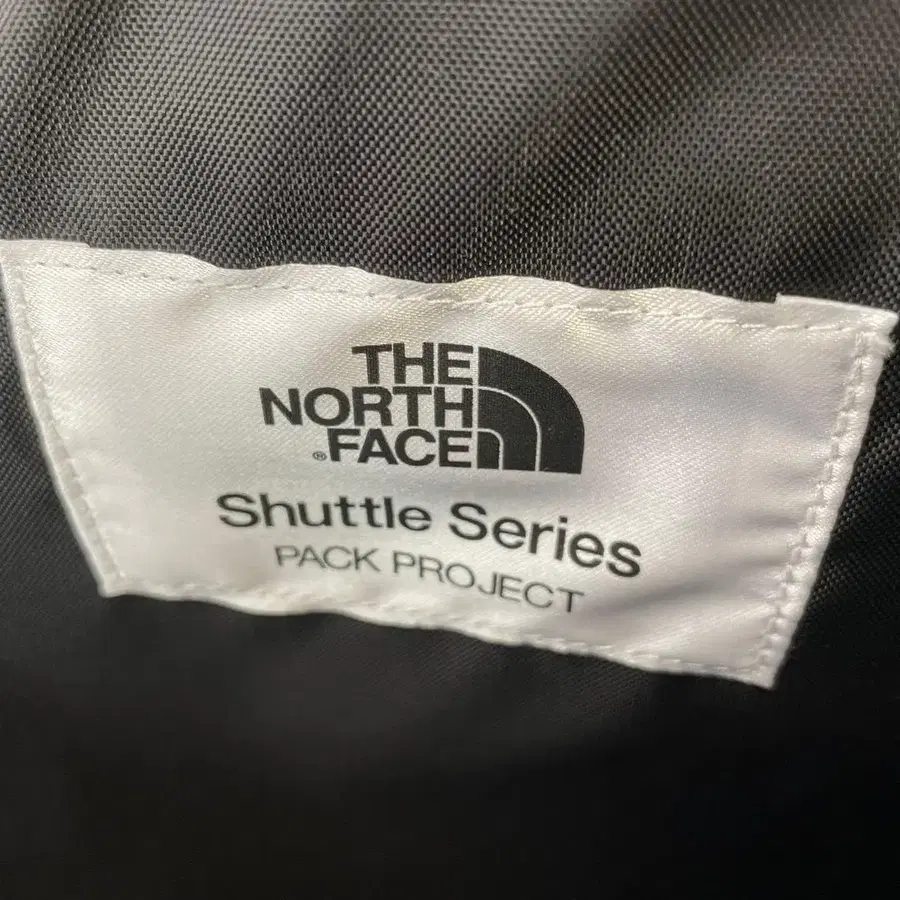 THE
NORTH
®FACE
Shuttle Series
PACK PROJECT